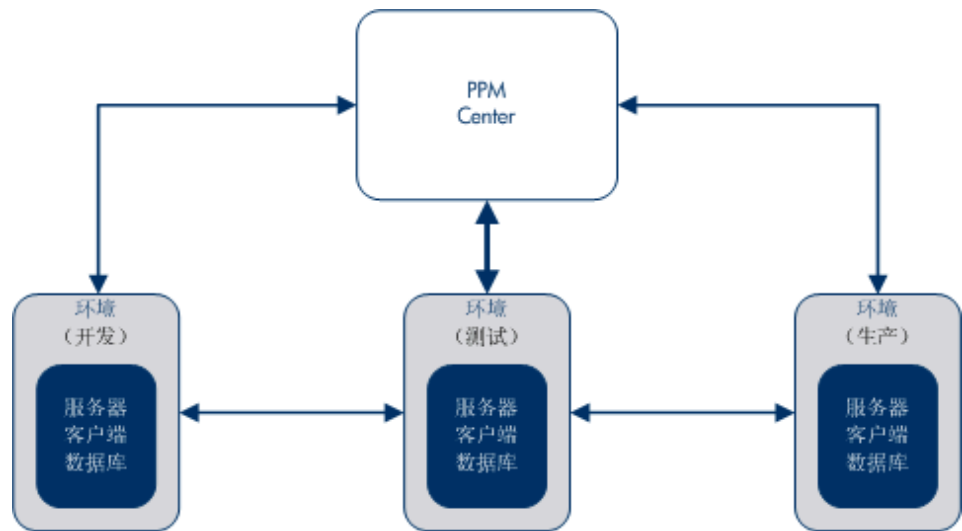 PPM
Center
环境
（开发）
服务器
客户端
数据库
环境
（测试）
服务器
客户端
数据库
环境
（生产）
服务器
客户端
数据库